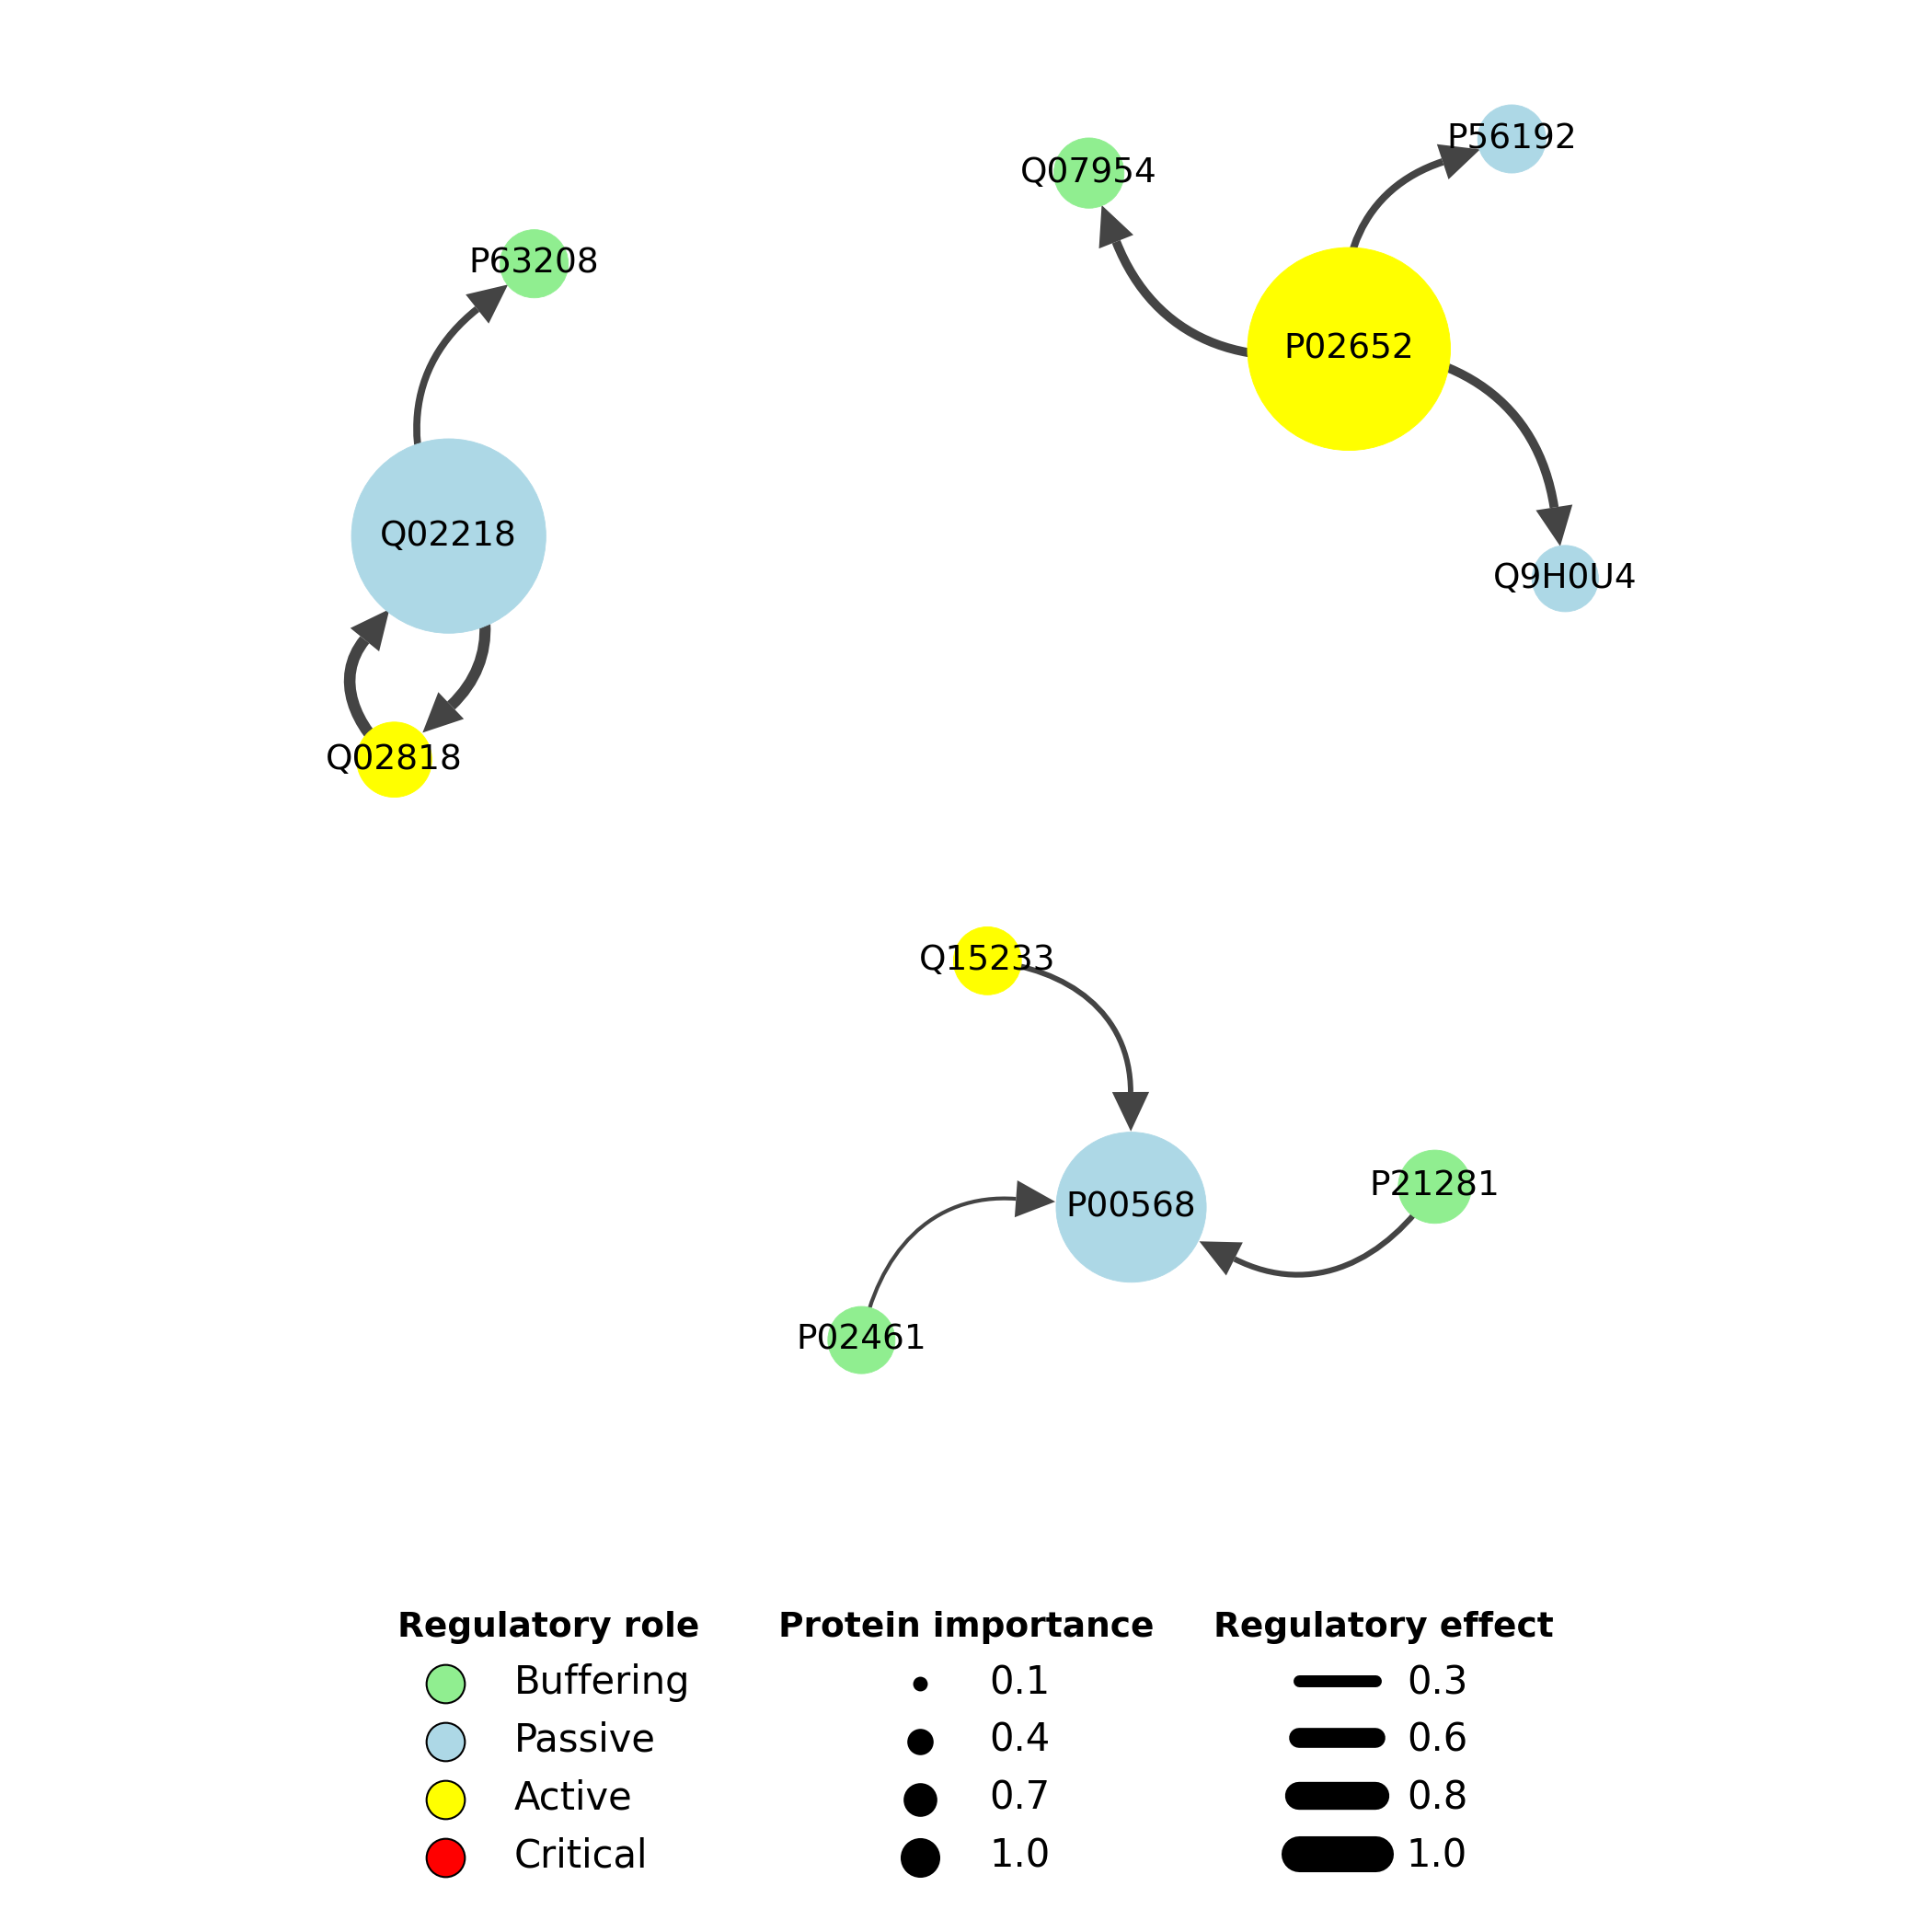 P56192
Q07954
P63208
P02652
Q02218
Q9H0U4
Q02818
Q15233
P21281
P00568
P02461
Regulatory role
Buffering
Passive
Active
Critical
Protein importance
0.1
0.4
0.7
1.0
Regulatory effect
0.3
0.6
0.8
1.0